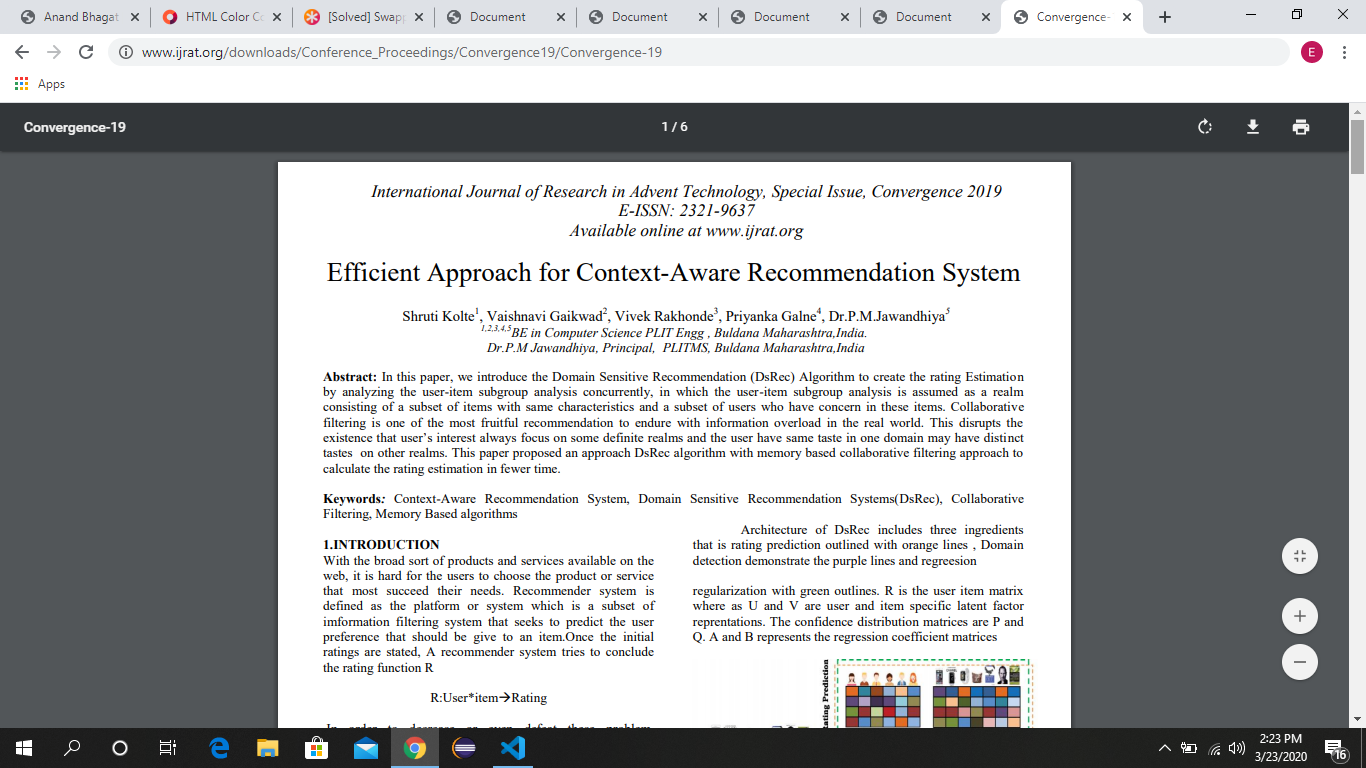 Anand Bhagat
HTML Color C
[Solved] Swap
Document
Document
Document
Document
Convergence-
www.ijrat.org/downloads/Conference_Proceedings/Convergence19/Convergence-19
E
Apps
Convergence-19
1 / 6
International Journal of Research in Advent Technology, Special Issue, Convergence 2019
E-ISSN: 2321-9637
Available online at www.ijrat.org
Efficient Approach for Context-Aware Recommendation System
Shruti Kolte1, Vaishnavi Gaikwad2, Vivek Rakhonde3, Priyanka Galne4, Dr.P.M.Jawandhiya5
1,2,3,4,5BE in Computer Science PLIT Engg , Buldana Maharashtra,India.
Dr.P.M Jawandhiya, Principal, PLITMS, Buldana Maharashtra,India
Abstract: In this paper, we introduce the Domain Sensitive Recommendation (DsRec) Algorithm to create the rating Estimation
by analyzing the user-item subgroup analysis concurrently, in which the user-item subgroup analysis is assumed as a realm
consisting of a subset of items with same characteristics and a subset of users who have concern in these items. Collaborative
filtering is one of the most fruitful recommendation to endure with information overload in the real world. This disrupts the
existence that user's interest always focus on some definite realms and the user have same taste in one domain may have distinct
tastes on other realms. This paper proposed an approach DsRec algorithm with memory based collaborative filtering approach to
calculate the rating estimation in fewer time.
Keywords: Context-Aware Recommendation System, Domain Sensitive Recommendation Systems(DsRec), Collaborative
Filtering, Memory Based algorithms
1.INTRODUCTION
With the broad sort of products and services available on the
web, it is hard for the users to choose the product or service
that most succeed their needs. Recommender system is
defined as the platform or system which is a subset of
imformation filtering system that seeks to predict the user
preference that should be give to an item.Once the initial
ratings are stated, A recommender system tries to conclude
the rating function R
R:User*item→Rating
Architecture of DsRec includes three ingredients
that is rating prediction outlined with orange lines , Domain
detection demonstrate the purple lines and regreesion
regularization with green outlines. R is the user item matrix
where as U and V are user and item specific latent factor
reprentations. The confidence distribution matrices are P and
Q. A and B represents the regression coefficient matrices
Rating Prediction
2:23 PM
3/23/2020
16